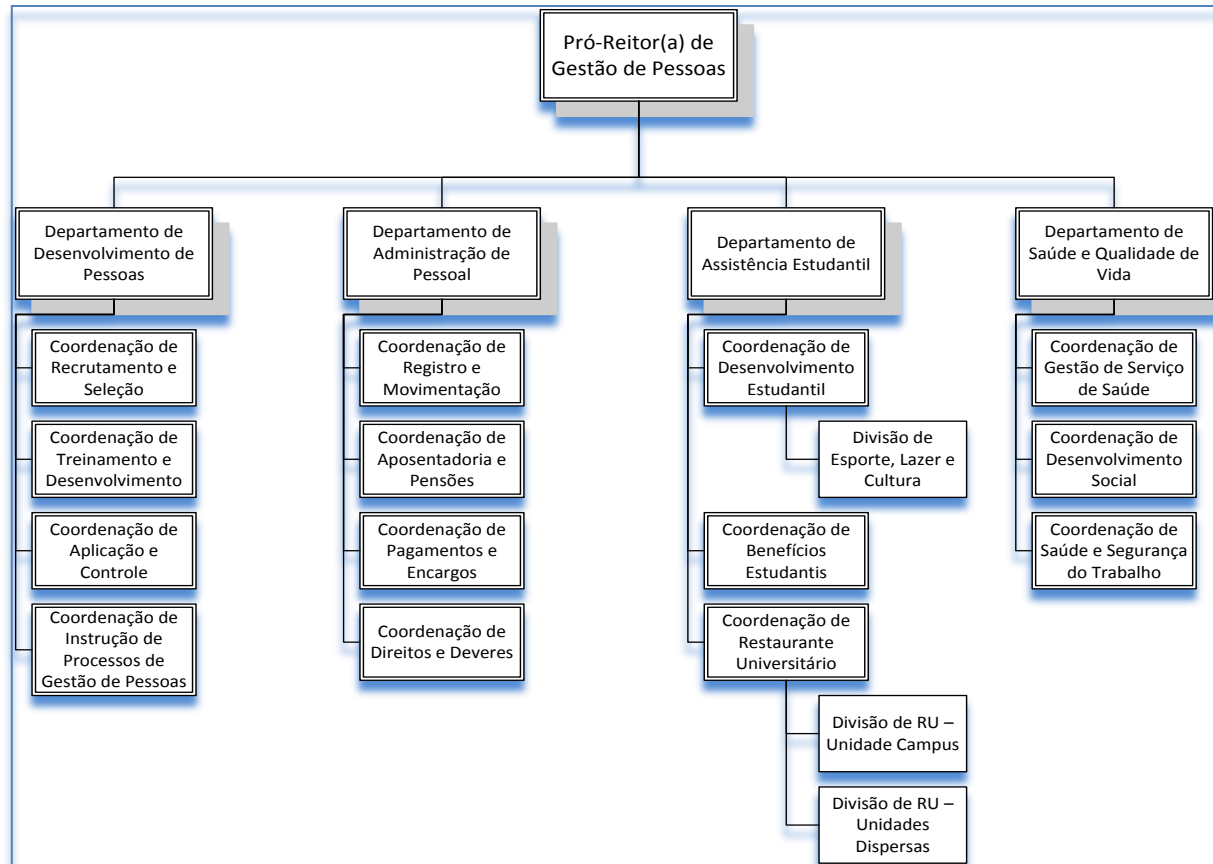 Pró-Reitor(a) de
Gestão de Pessoas
Departamento de
Desenvolvimento de
Pessoas
Coordenação de
Recrutamento e
Seleção
Coordenação de
Treinamento e
Desenvolvimento
Coordenação de
Aplicação e
Controle
Coordenação de
Instrução de
Processos de
Gestão de Pessoas
Departamento de
Administração de
Pessoal
Coordenação de
Registro e
Movimentação
Coordenação de
Aposentadoria e
Pensões
Coordenação de
Pagamentos e
Encargos
Coordenação de
Direitos e Deveres
Departamento de
Assistência Estudantil
Coordenação de
Desenvolvimento
Estudantil
Divisão de
Esporte, Lazer e
Cultura
Coordenação de
Benefícios
Estudantis
Coordenação de
Restaurante
Universitário
Divisão de RU –
Unidade Campus
Divisão de RU –
Unidades
Dispersas
Departamento de
Saúde e Qualidade de
Vida
Coordenação de
Gestão de Serviço
de Saúde
Coordenação de
Desenvolvimento
Social
Coordenação de
Saúde e Segurança
do Trabalho